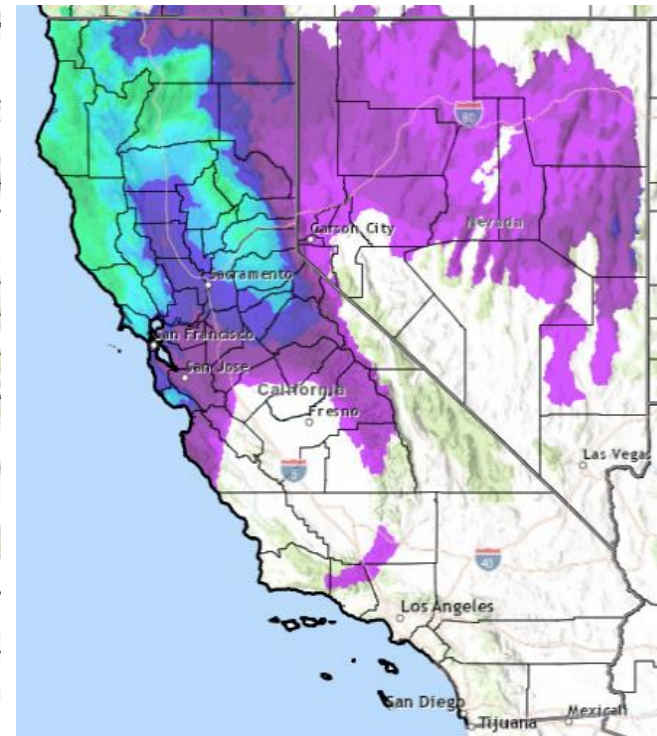 80
Nevada
Carson City
Sacramento
San Francisco
San Jose
California
Fresno
5
Las Vegas
40
Los Angeles
San Diego
Tijuana
Mexicali